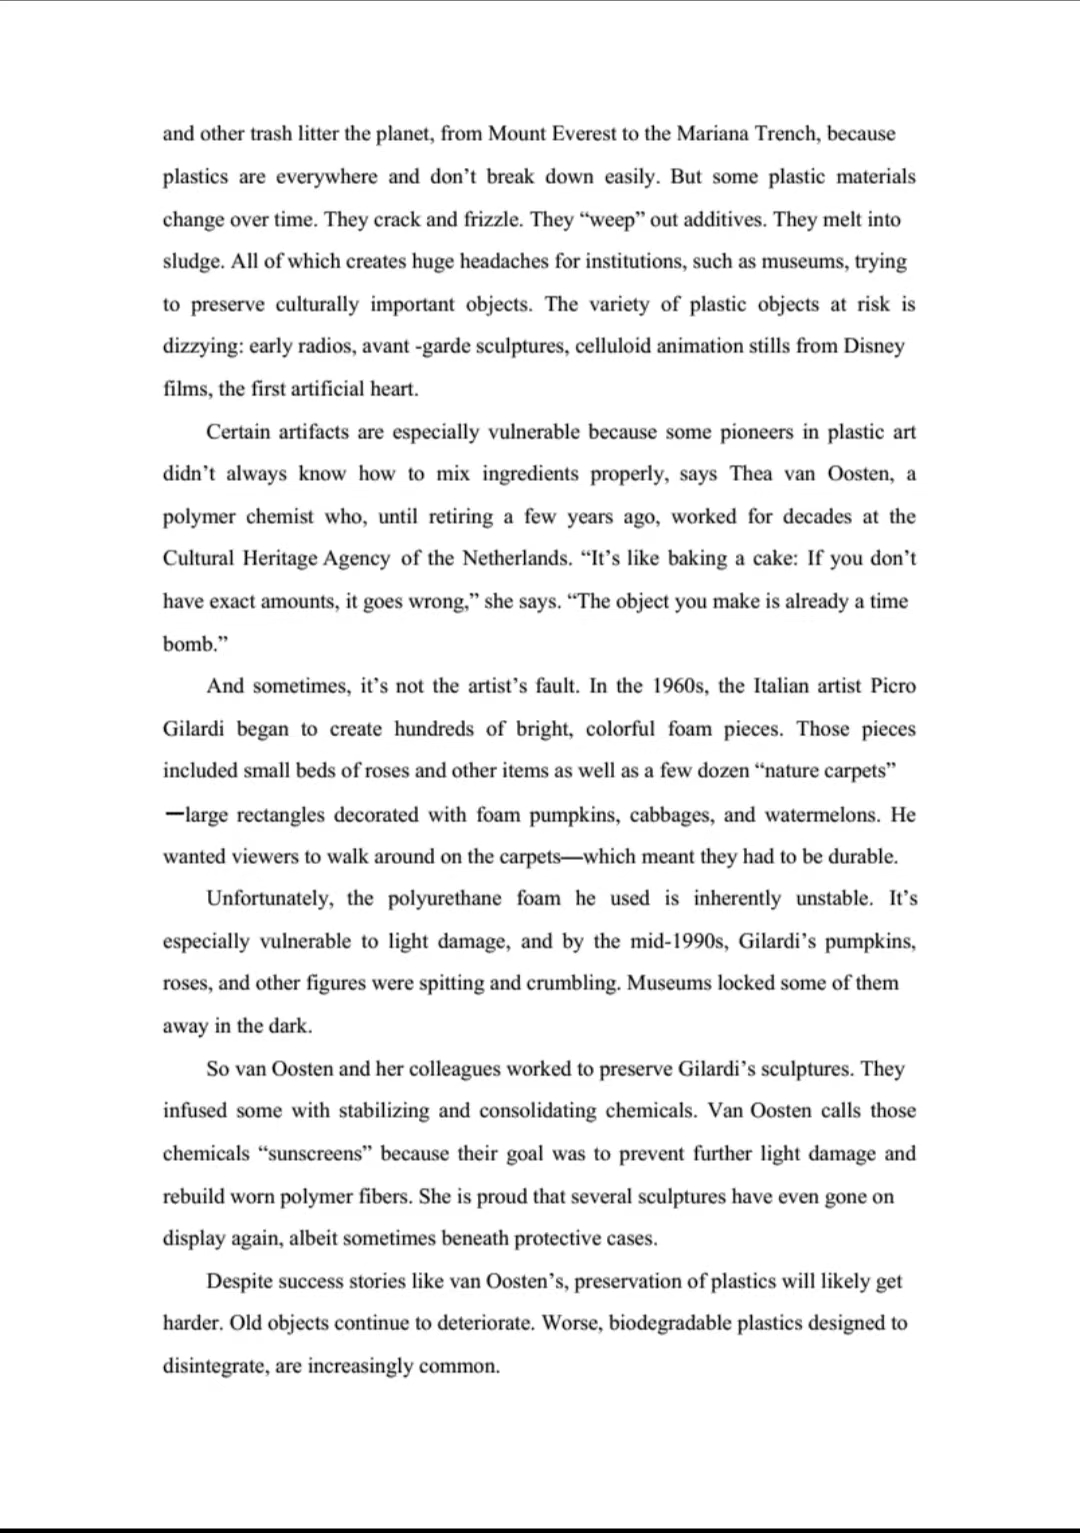 and other trash litter the planet, from Mount Everest to the Mariana Trench, because
plastics are everywhere and don’t break down easily. But some plastic materials
change over time. They crack and frizzle. They “weep” out additives. They melt into
sludge. All of which creates huge headaches for institutions, such as museums, trying
to preserve culturally important objects. The variety of plastic objects at risk is
dizzying: early radios, avant -garde sculptures, celluloid animation stills from Disney
films, the first artificial heart.
Certain artifacts are especially vulnerable because some pioneers in plastic art
didn’t always know how to mix ingredients properly, says Thea van Oosten, a
polymer chemist who, until retiring a few years ago, worked for decades at the
Cultural Heritage Agency of the Netherlands. “It’s like baking a cake: If you don’t
have exact amounts, it goes wrong,” she says. “The object you make is already a time
bomb.”
And sometimes, it’s not the artist’s fault. In the 1960s, the Italian artist Picro
Gilardi began to create hundreds of bright, colorful foam pieces. Those pieces
included small beds of roses and other items as well as a few dozen “nature carpets”
—large rectangles decorated with foam pumpkins, cabbages, and watermelons. He
wanted viewers to walk around on the carpets—which meant they had to be durable.
Unfortunately, the polyurethane foam he used is inherently unstable. It’s
especially vulnerable to light damage, and by the mid-1990s, Gilardi’s pumpkins,
roses, and other figures were spitting and crumbling. Museums locked some of them
away in the dark.
So van Oosten and her colleagues worked to preserve Gilardi’s sculptures. They
infused some with stabilizing and consolidating chemicals. Van Oosten calls those
chemicals “sunscreens” because their goal was to prevent further light damage and
rebuild worn polymer fibers. She is proud that several sculptures have even gone on
display again, albeit sometimes beneath protective cases.
Despite success stories like van Oosten’s, preservation of plastics will likely get
harder. Old objects continue to deteriorate. Worse, biodegradable plastics designed to
disintegrate, are increasingly common.